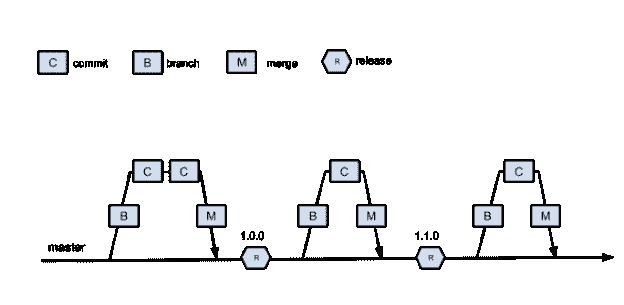 C commit B branch M merge R release
C C C C
B M B M B M
1.0.0 1.1.0
master
R R